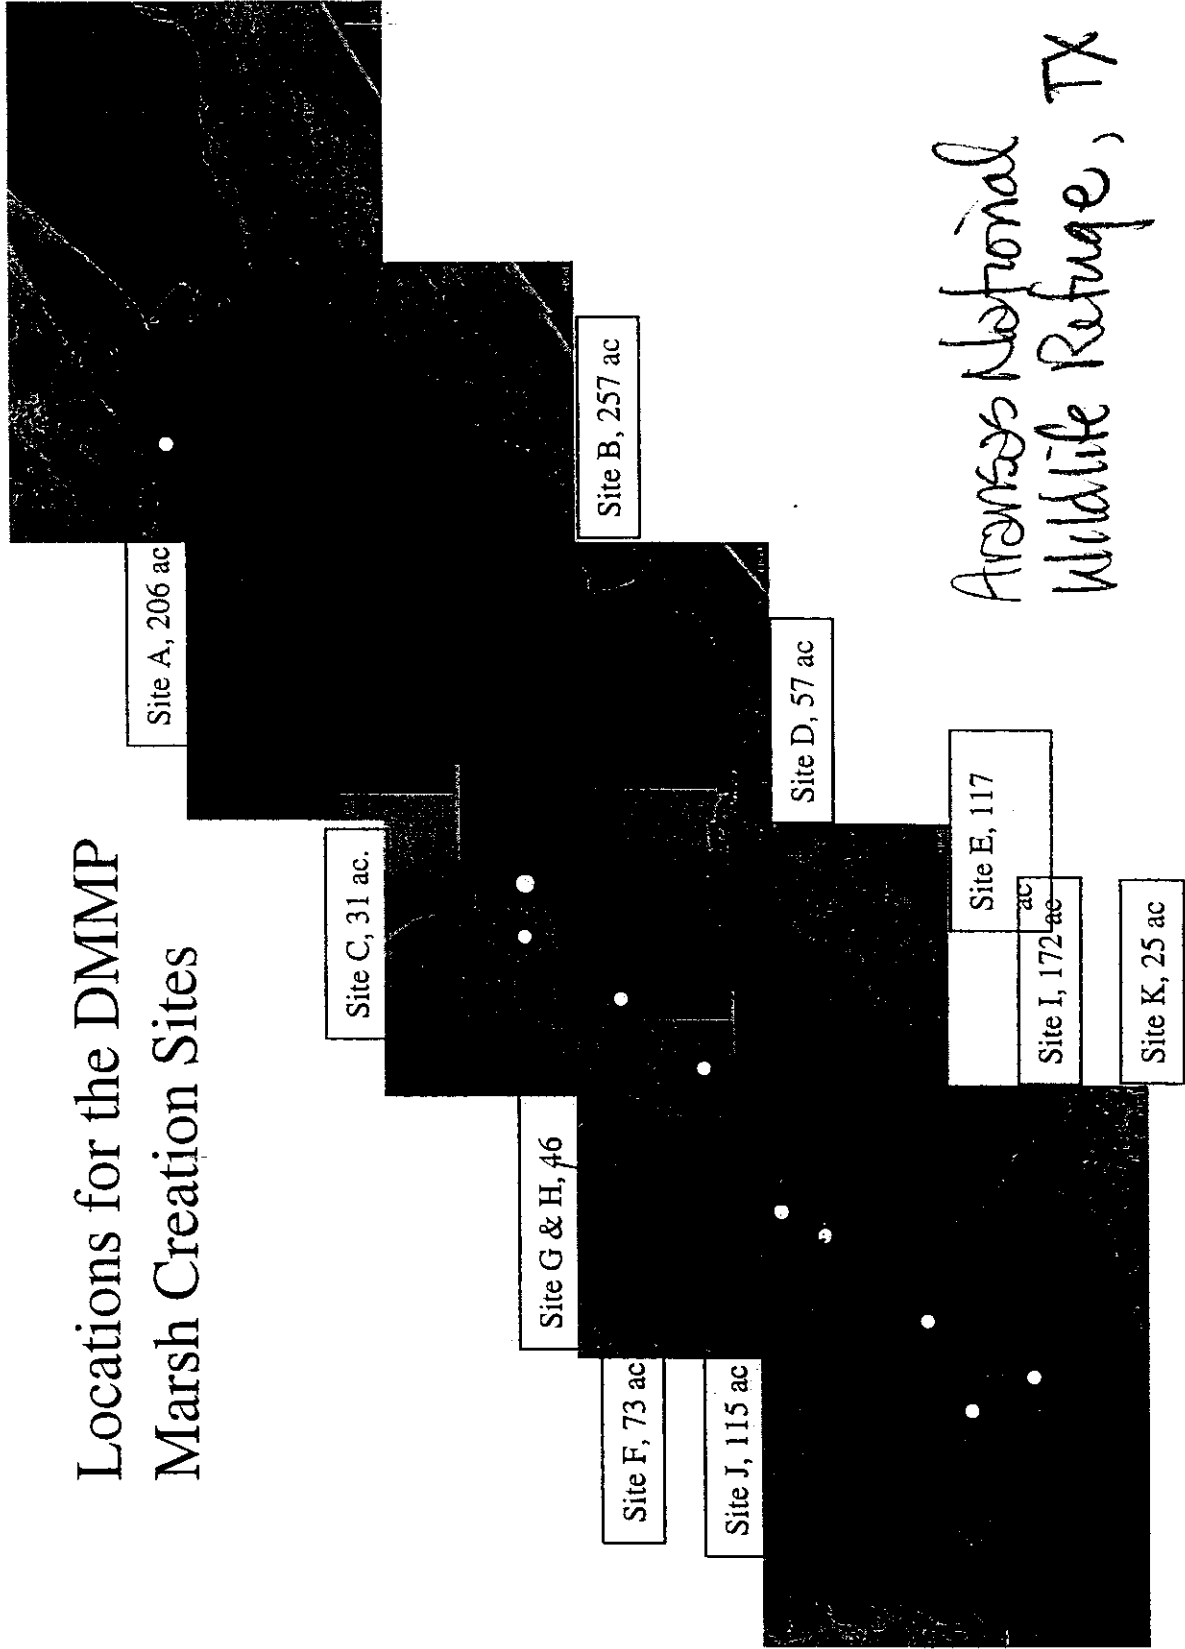 Locations for the DMMP
Marsh Creation Sites
Site A, 206 ac
Site C, 31 ac.
Site G & H, 46
Site F, 73 ac
Site J, 115 ac
Site B, 257 ac
Site D, 57 ac
Site E, 117
ac
Site I, 172 ac
Site K, 25 ac
Aransas National
Wildlife Refuge, TX